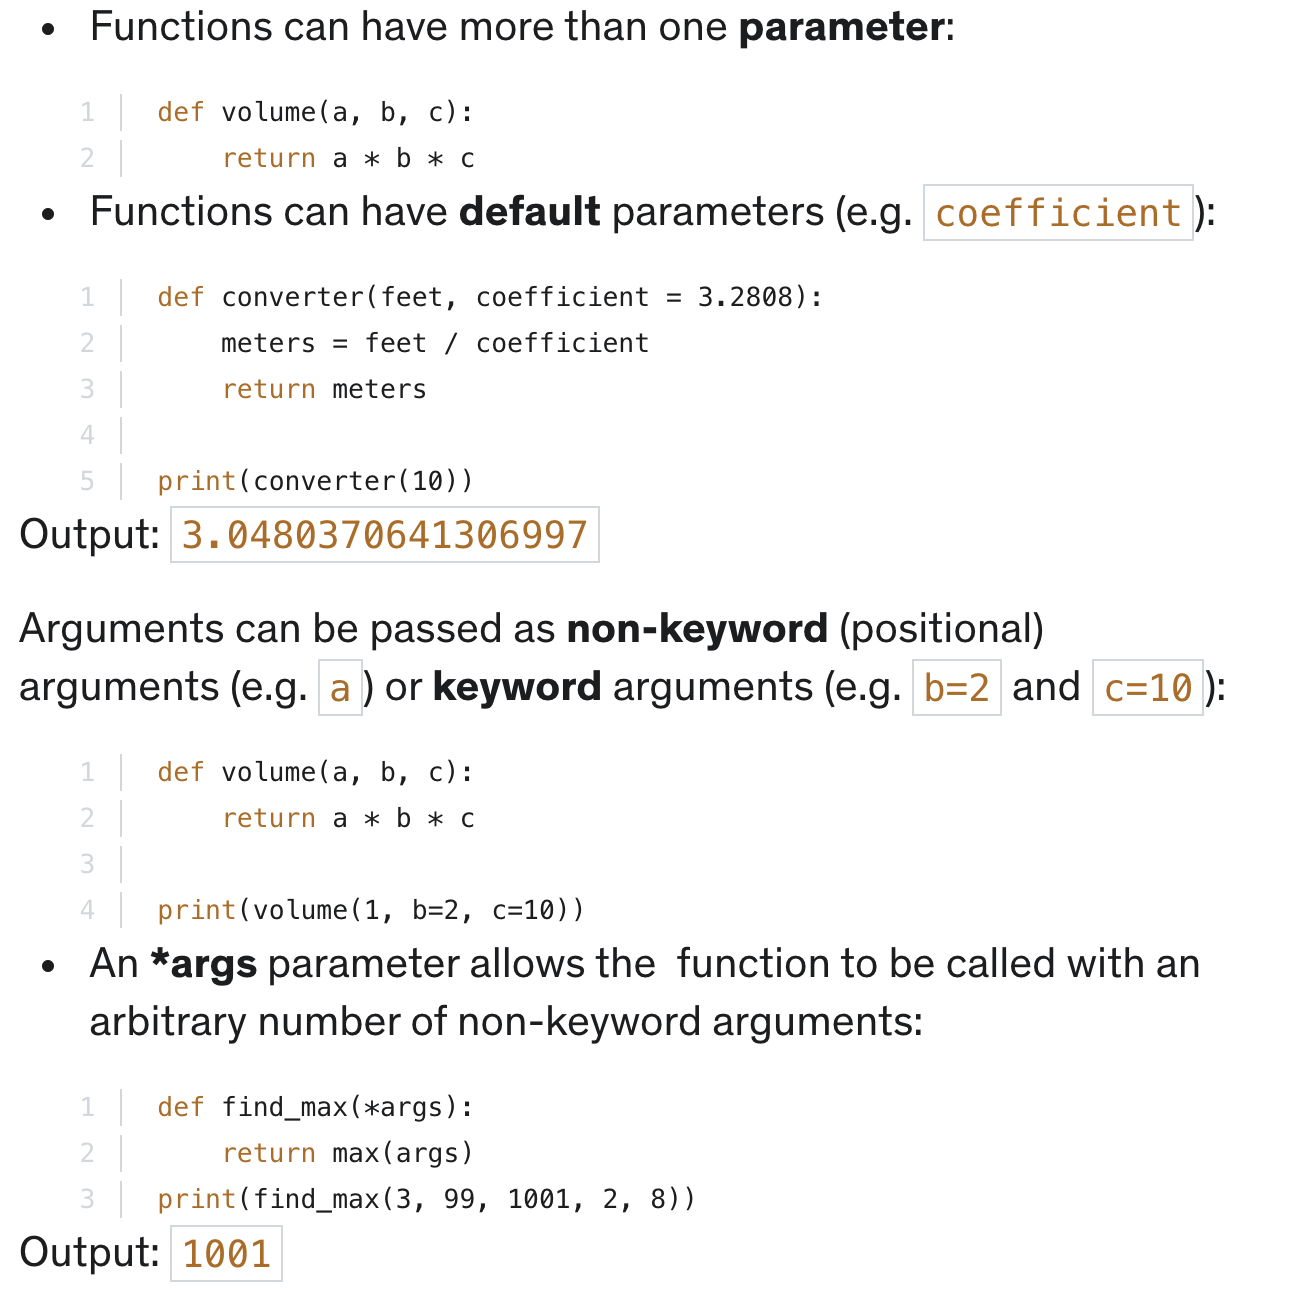 • Functions can have more than one parameter:
1 def volume(a, b, c):
2     return a * b * c
• Functions can have default parameters (e.g. coefficient):
1 def converter(feet, coefficient = 3.2808):
2     meters = feet / coefficient
3     return meters
4
5 print(converter(10))
Output: 3.0480370641306997
Arguments can be passed as non-keyword (positional)
arguments (e.g. a) or keyword arguments (e.g. b=2 and c=10):
1 def volume(a, b, c):
2     return a * b * c
3
4 print(volume(1, b=2, c=10))
• An *args parameter allows the  function to be called with an
arbitrary number of non-keyword arguments:
1 def find_max(*args):
2     return max(args)
3 print(find_max(3, 99, 1001, 2, 8))
Output: 1001